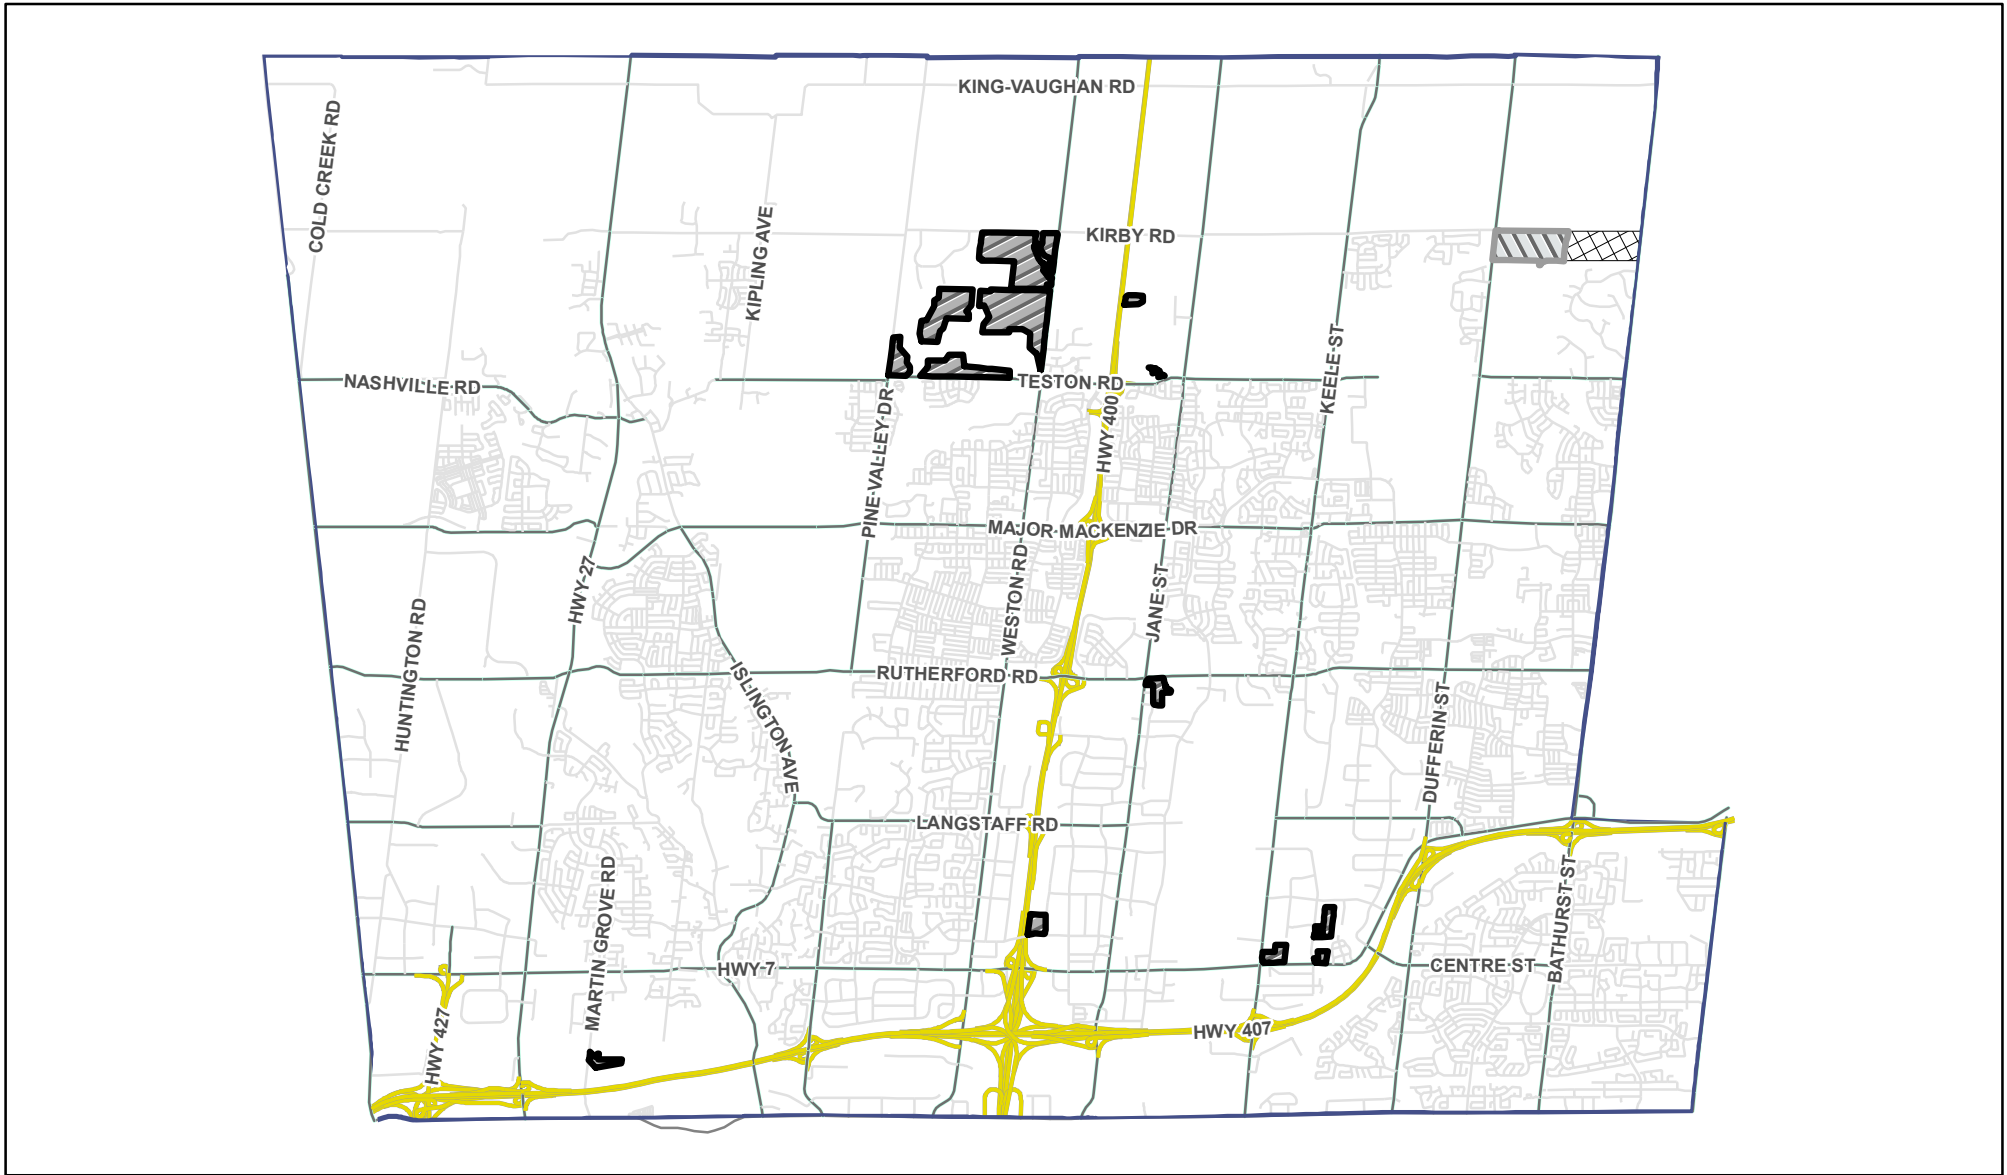 KING-VAUGHAN RD
COLD CREEK RD
KIPLING AVE
KIRBY RD
NASHVILLE RD
TESTON RD
KEELE ST
PINE VALLEY DR
HWY 400
MAJOR MACKENZIE DR
HWY 27
WESTON RD
JANE ST
HUNTINGTON RD
ISLINGTON AVE
RUTHERFORD RD
DUFFERIN ST
LANGSTAFF RD
MARTIN GROVE RD
BATHURST ST
HWY 7
CENTRE ST
HWY 427
HWY 407